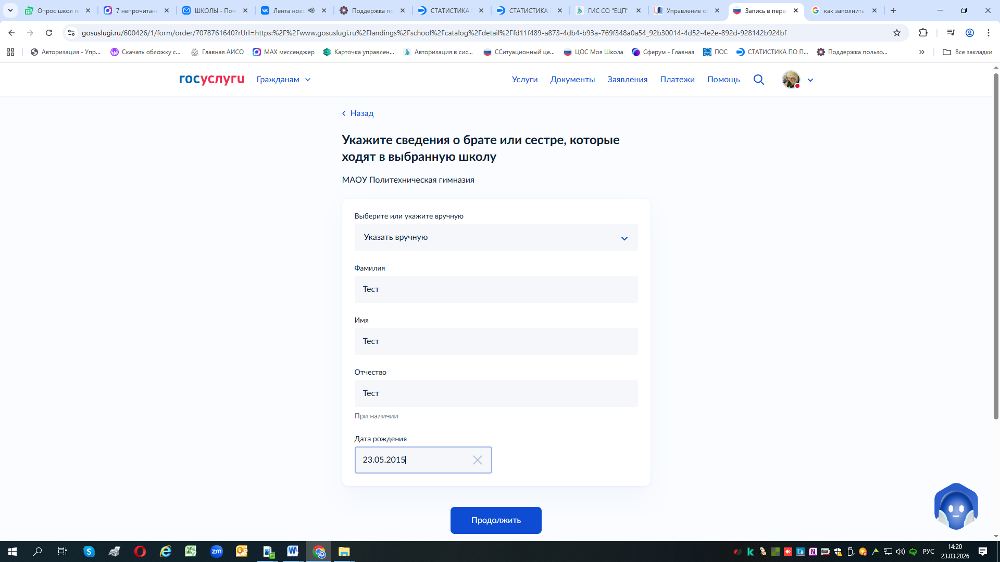 Опрос школ п
7 непрочитан
ШКОЛЫ - Поч
Лента ново
Поддержка по
СТАТИСТИКА
СТАТИСТИКА
ГИС СО "ЕЦП"
Управление об
Запись в перв
как заполнить
gosuslugi.ru/600426/1/form/order/7078761640?rUrl=https:%2F%2Fwww.gosuslugi.ru%2Flandings%2Fschool%2Fcatalog%2Fdetail%2Ffd11f489-a873-4db4-b93a-769f348a0a54_92b30014-4d52-4e2e-892d-928142b924bf
Авторизация - Упр...
Скачать обложку с...
Главная АИСО
MAX мессенджер
Карточка управлен...
Авторизация в сис...
ССитуационный це...
ЦОС Моя Школа
Сферум - Главная
ПОС
СТАТИСТИКА ПО П...
Поддержка пользо...
Все закладки
госуслуги
Гражданам
Услуги
Документы
Заявления
Платежи
Помощь
Назад
Укажите сведения о брате или сестре, которые
ходят в выбранную школу
МАОУ Политехническая гимназия
Выберите или укажите вручную
Указать вручную
Фамилия
Тест
Имя
Тест
Отчество
Тест
При наличии
Дата рождения
23.05.2015
Продолжить
zm
РУС
14:20
23.03.2026